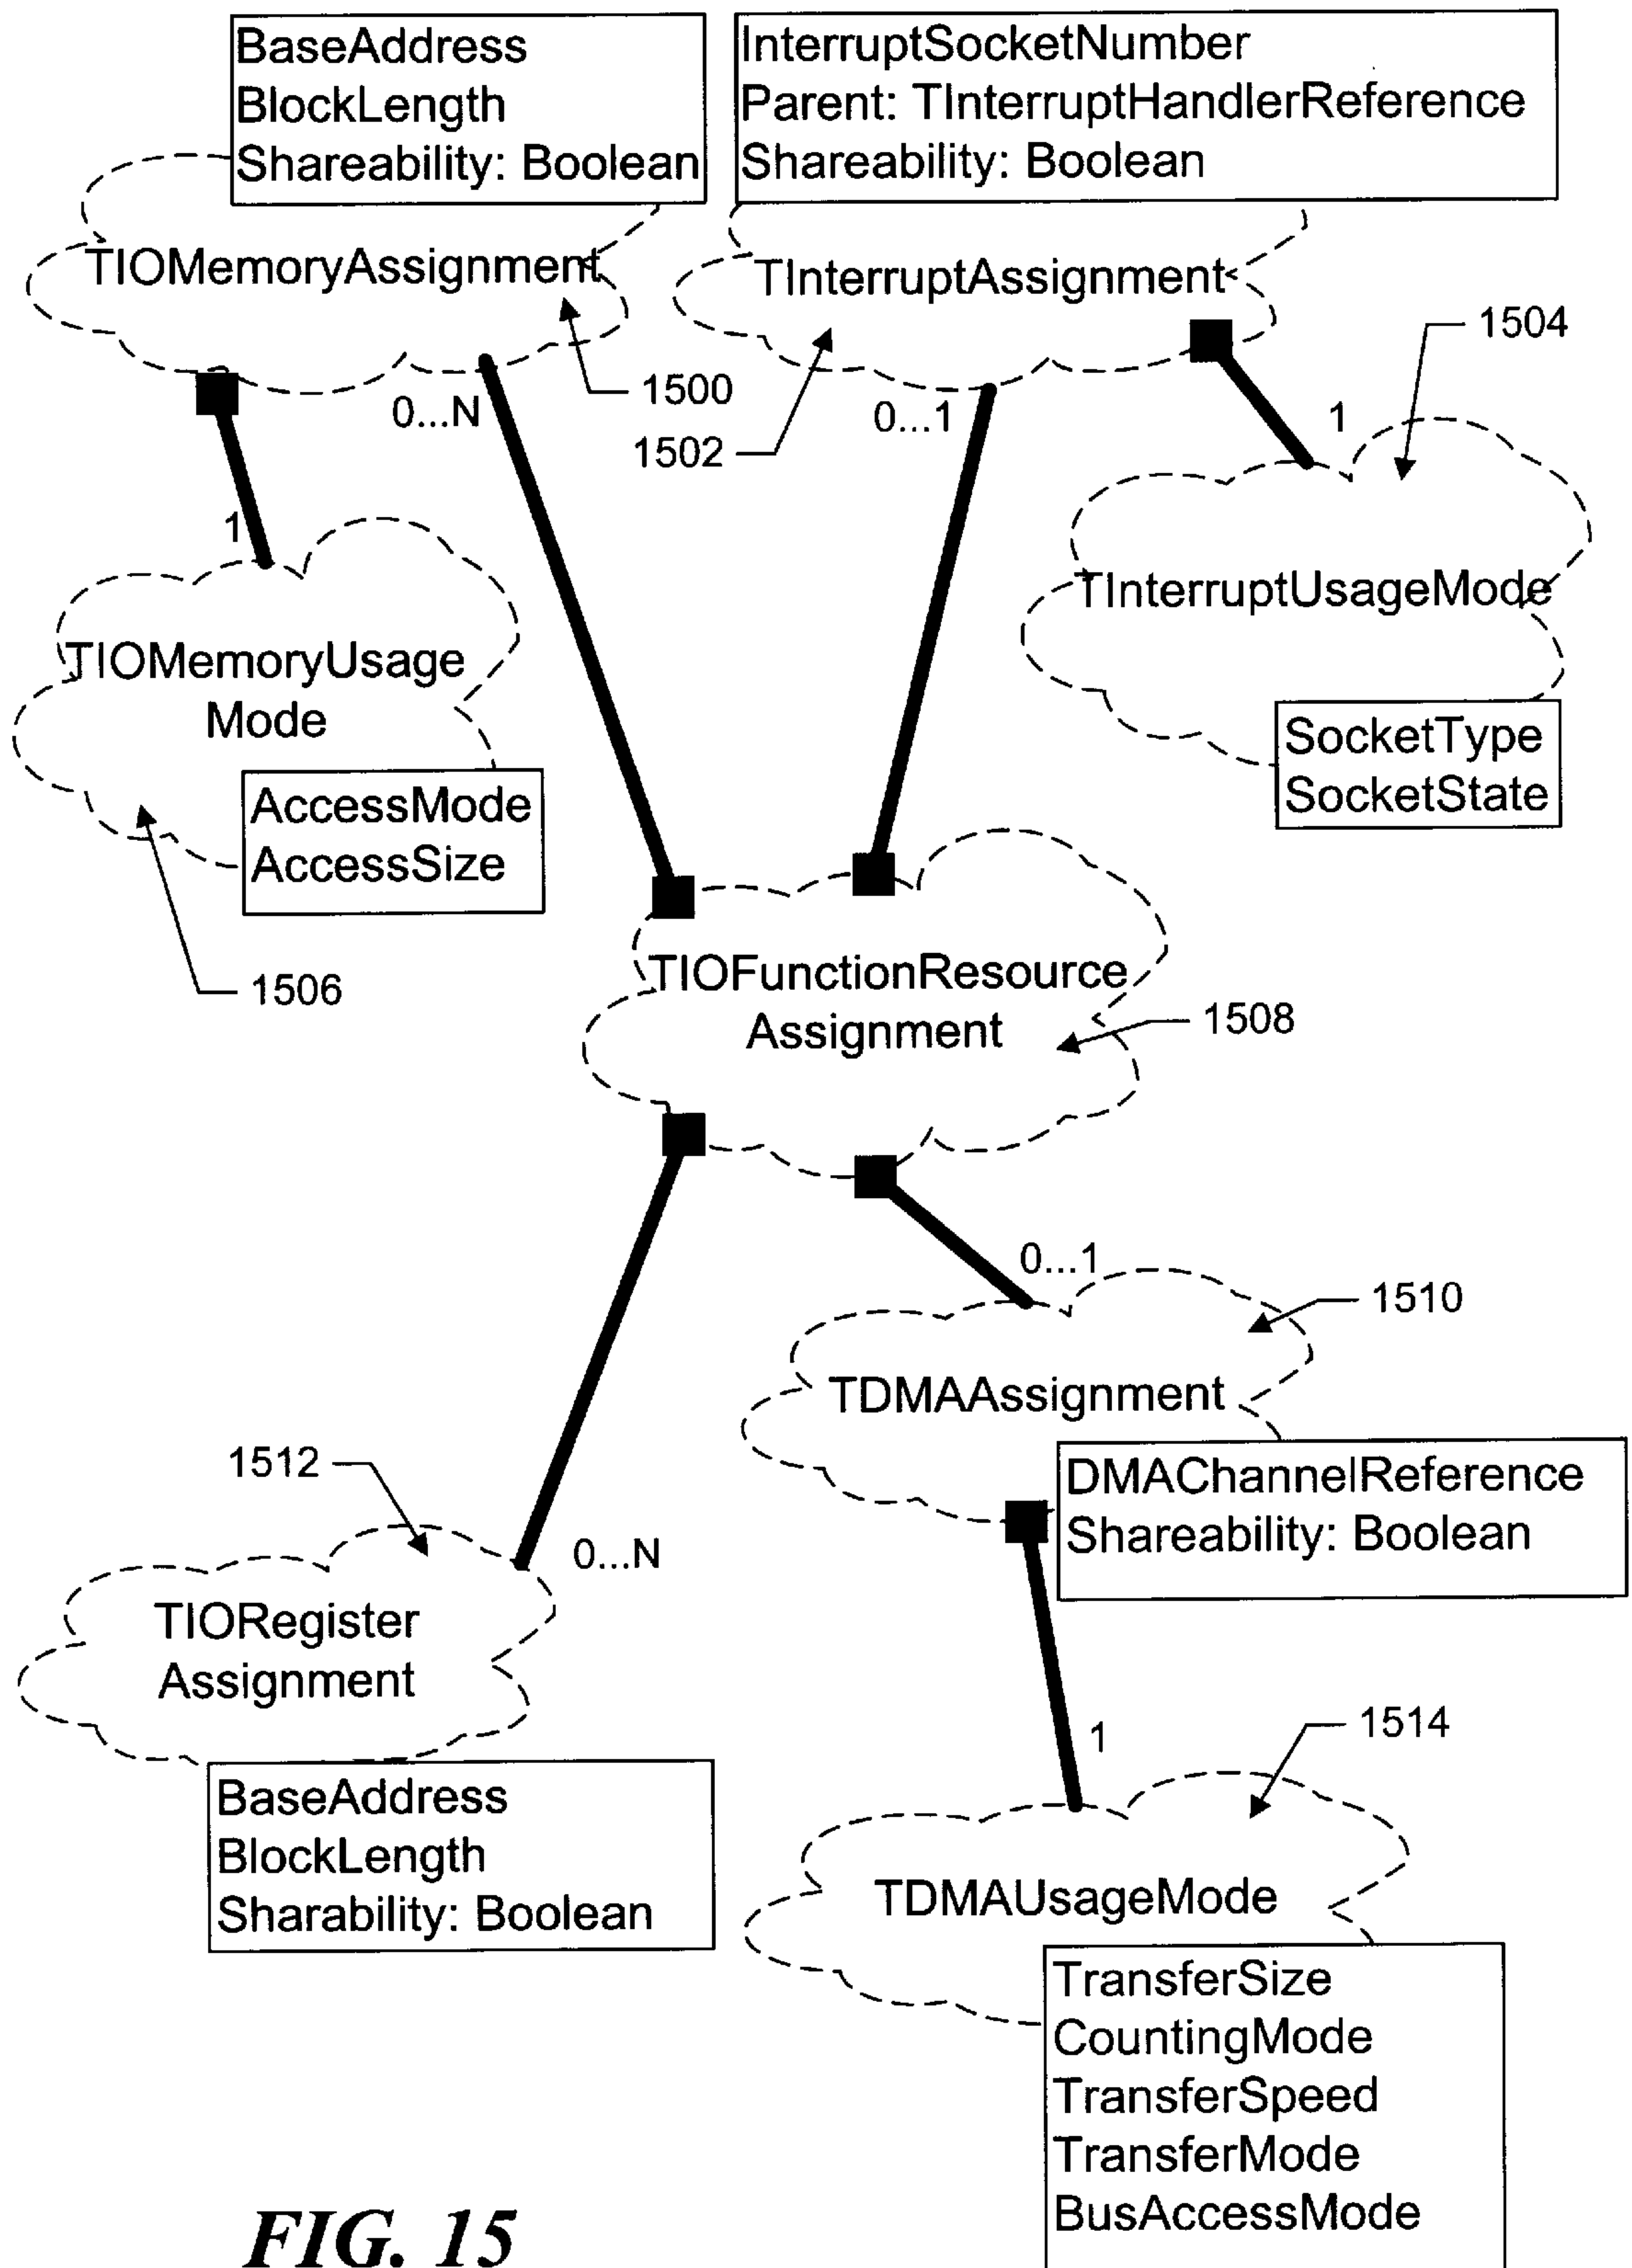 BaseAddress
BlockLength
Shareability: Boolean
InterruptSocketNumber
Parent: TInterruptHandlerReference
Shareability: Boolean
TIOMemoryAssignment
TInterruptAssignment
1504
1500
0...N
0...1
1502
1
1
TInterruptUsageMode
TIOMemoryUsage
Mode
SocketType
SocketState
AccessMode
AccessSize
TIOFunctionResource
Assignment
1506
1508
0...1
1510
TDMAAssignment
1512
DMAChannelReference
Shareability: Boolean
0...N
TIORegister
Assignment
1
1514
BaseAddress
BlockLength
Sharability: Boolean
TDMAUsageMode
TransferSize
CountingMode
TransferSpeed
TransferMode
BusAccessMode
FIG. 15